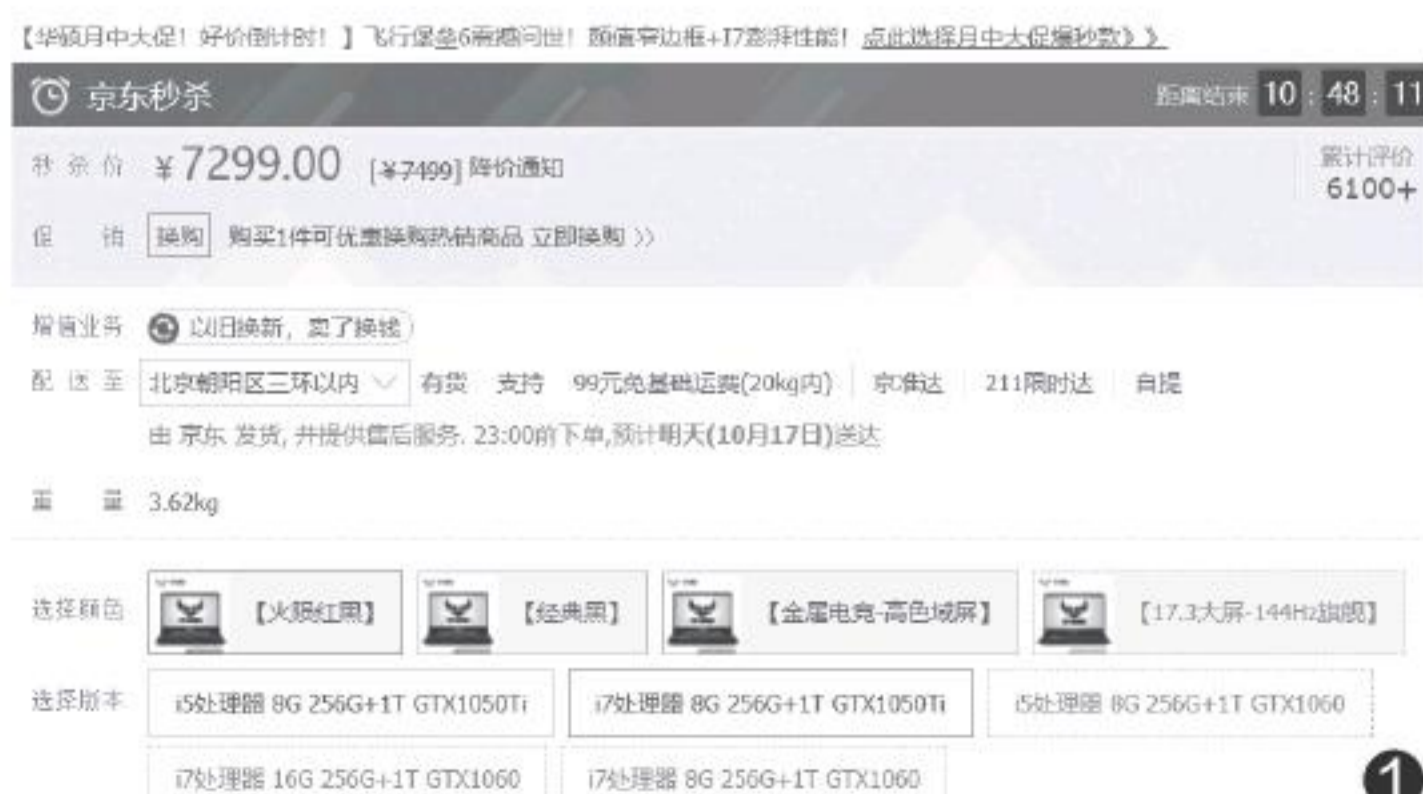 【华硕月中大促！好价倒计时！】飞行堡垒6震撼问世！颜值窄边框+I7澎湃性能！点此选择月中大促爆秒款》》
京东秒杀 距离结束 10 : 48 : 11
秒杀价 ¥7299.00 [¥7499] 降价通知 累计评价
6100+
促销 换购 购买1件可优惠换购热销商品 立即换购 >>
增值业务 以旧换新，卖了换钱
配送至 北京朝阳区三环以内 有货 支持 99元免基础运费(20kg内) 京准达 211限时达 自提
由 京东 发货, 并提供售后服务. 23:00前下单,预计明天(10月17日)送达
重量 3.62kg
选择颜色 【火陨红黑】 【经典黑】 【金属电竞-高色域屏】 【17.3大屏-144Hz旗舰】
选择版本 i5处理器 8G 256G+1T GTX1050Ti i7处理器 8G 256G+1T GTX1050Ti i5处理器 8G 256G+1T GTX1060
i7处理器 16G 256G+1T GTX1060 i7处理器 8G 256G+1T GTX1060
1